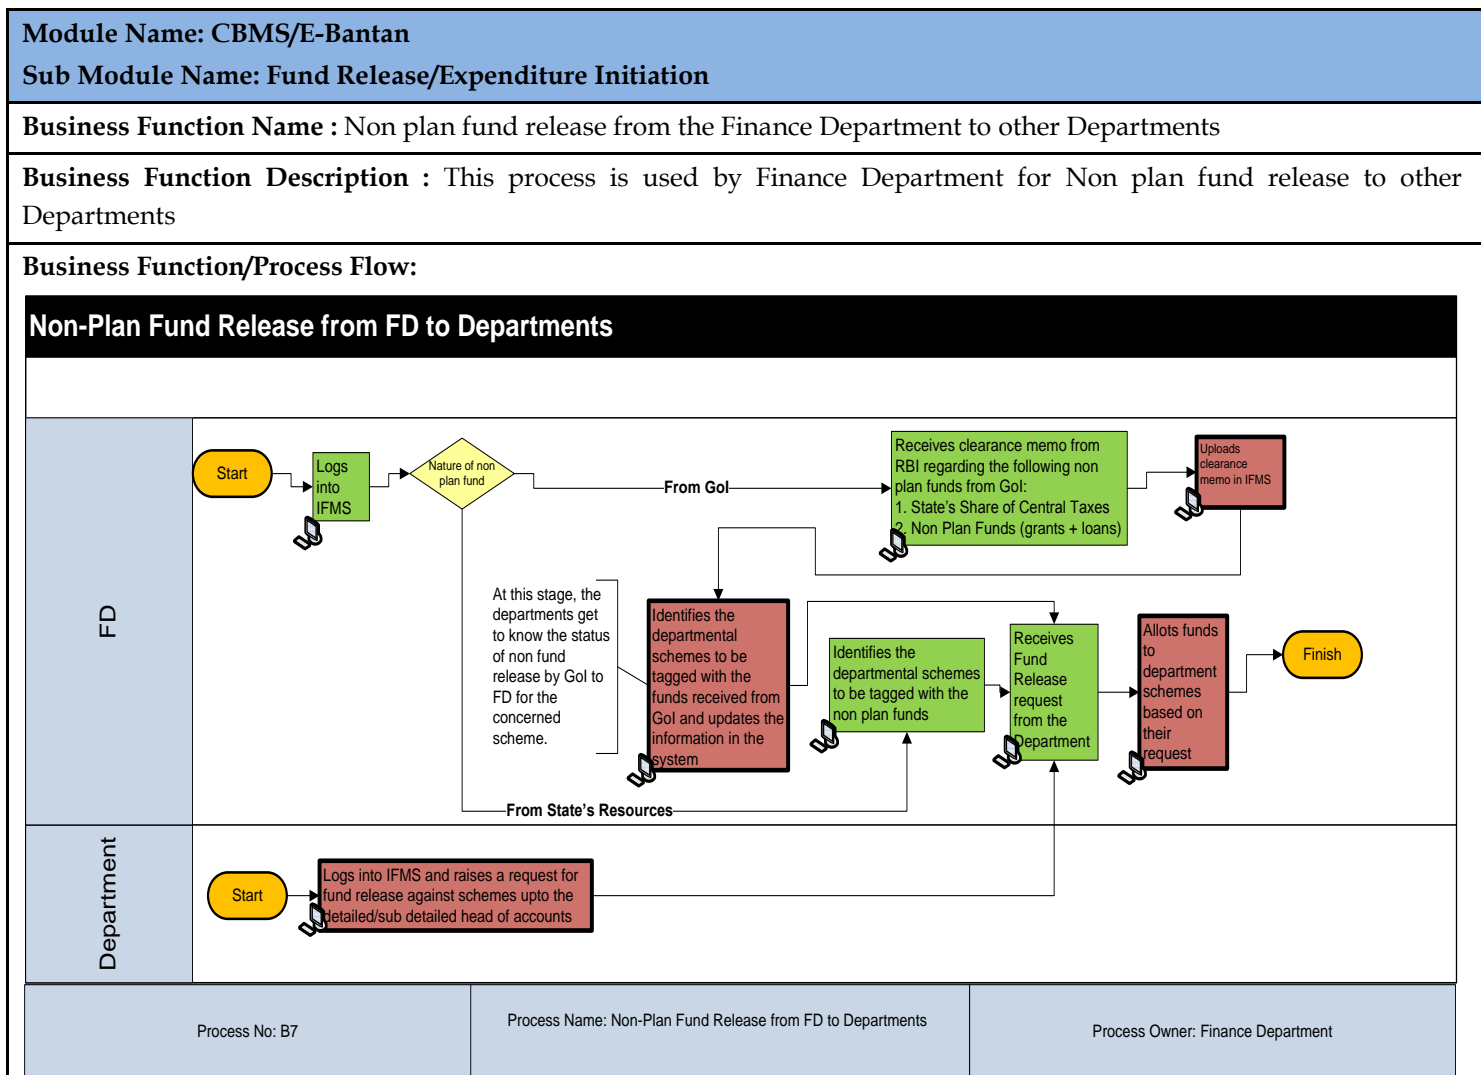 Module Name: CBMS/E-Bantan
Sub Module Name: Fund Release/Expenditure Initiation
Business Function Name : Non plan fund release from the Finance Department to other Departments
Business Function Description : This process is used by Finance Department for Non plan fund release to other
Departments
Business Function/Process Flow:
Non-Plan Fund Release from FD to Departments
FD
Start
Logs
into
IFMS
Nature of non
plan fund
From GoI
Receives clearance memo from
RBI regarding the following non
plan funds from GoI:
1. State's Share of Central Taxes
2. Non Plan Funds (grants + loans)
Uploads
clearance
memo in IFMS
At this stage, the
departments get
to know the status
of non fund
release by GoI to
FD for the
concerned
scheme.
Identifies the
departmental
schemes to be
tagged with the
funds received from
GoI and updates the
information in the
system
Identifies the
departmental schemes
to be tagged with the
non plan funds
Receives
Fund
Release
request
from the
Department
Allots funds
to
department
schemes
based on
their
request
Finish
From State's Resources
Department
Start
Logs into IFMS and raises a request for
fund release against schemes upto the
detailed/sub detailed head of accounts
Process No: B7
Process Name: Non-Plan Fund Release from FD to Departments
Process Owner: Finance Department